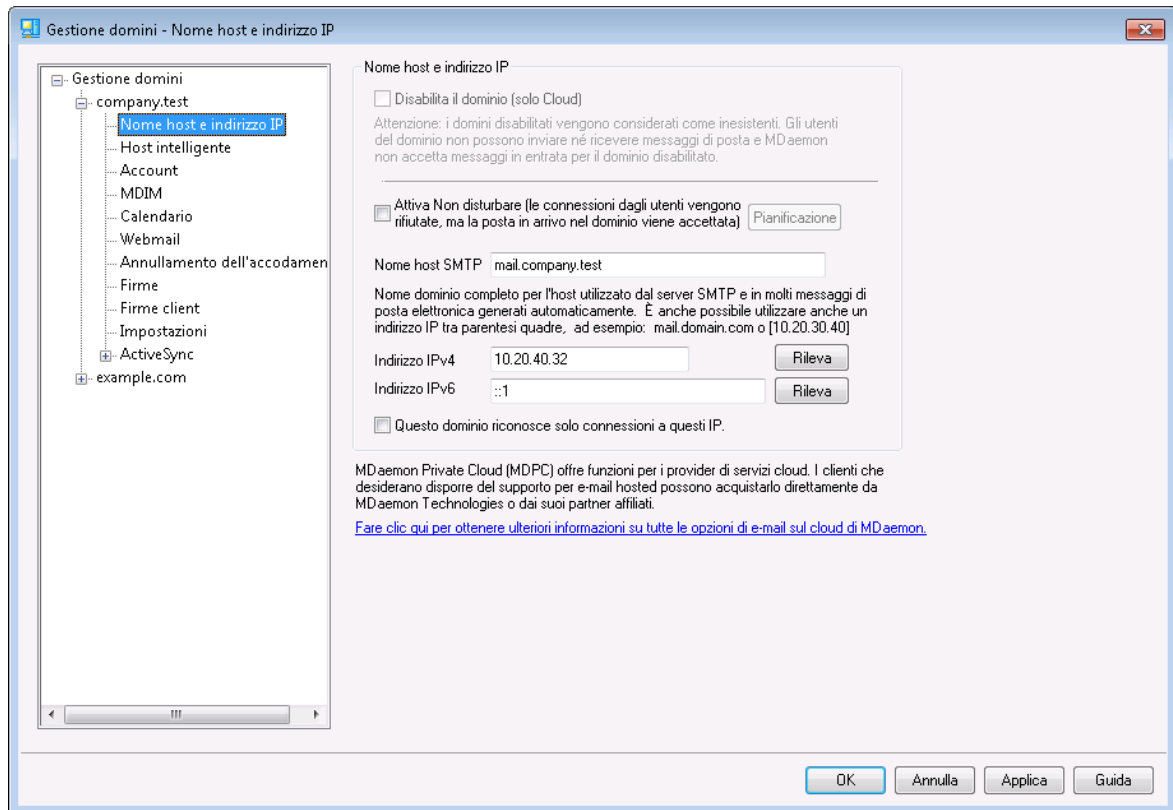 Gestione domini - Nome host e indirizzo IP
Gestione domini
company.test
Nome host e indirizzo IP
Host intelligente
Account
MDIM
Calendario
Webmail
Annullamento dell'accodamen
Firme
Firme client
Impostazioni
ActiveSync
example.com
Nome host e indirizzo IP
Disabilita il dominio (solo Cloud)
Attenzione: i domini disabilitati vengono considerati come inesistenti. Gli utenti
del dominio non possono inviare né ricevere messaggi di posta e MDaemon
non accetta messaggi in entrata per il dominio disabilitato.
Attiva Non disturbare (le connessioni dagli utenti vengono
rifiutate, ma la posta in arrivo nel dominio viene accettata)
Pianificazione
Nome host SMTP mail.company.test
Nome dominio completo per l'host utilizzato dal server SMTP e in molti messaggi di
posta elettronica generati automaticamente. È anche possibile utilizzare anche un
indirizzo IP tra parentesi quadre, ad esempio: mail.domain.com o [10.20.30.40]
Indirizzo IPv4 10.20.40.32 Rileva
Indirizzo IPv6 ::1 Rileva
Questo dominio riconosce solo connessioni a questi IP.
MDaemon Private Cloud (MDPC) offre funzioni per i provider di servizi cloud. I clienti che
desiderano disporre del supporto per e-mail hosted possono acquistarlo direttamente da
MDaemon Technologies o dai suoi partner affiliati.
Fare clic qui per ottenere ulteriori informazioni su tutte le opzioni di e-mail sul cloud di MDaemon.
OK Annulla Applica Guida